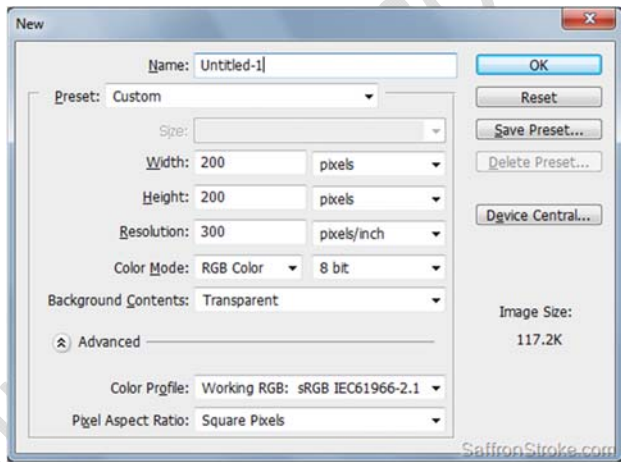 New
Name: Untitled-1
OK
Preset: Custom
Reset
Size:
Save Preset...
Width: 200 pixels
Delete Preset...
Height: 200 pixels
Device Central...
Resolution: 300 pixels/inch
Color Mode: RGB Color 8 bit
Background Contents: Transparent
Image Size:
117.2K
Advanced
Color Profile: Working RGB: sRGB IEC61966-2.1
Pixel Aspect Ratio: Square Pixels
SaffronStroke.com